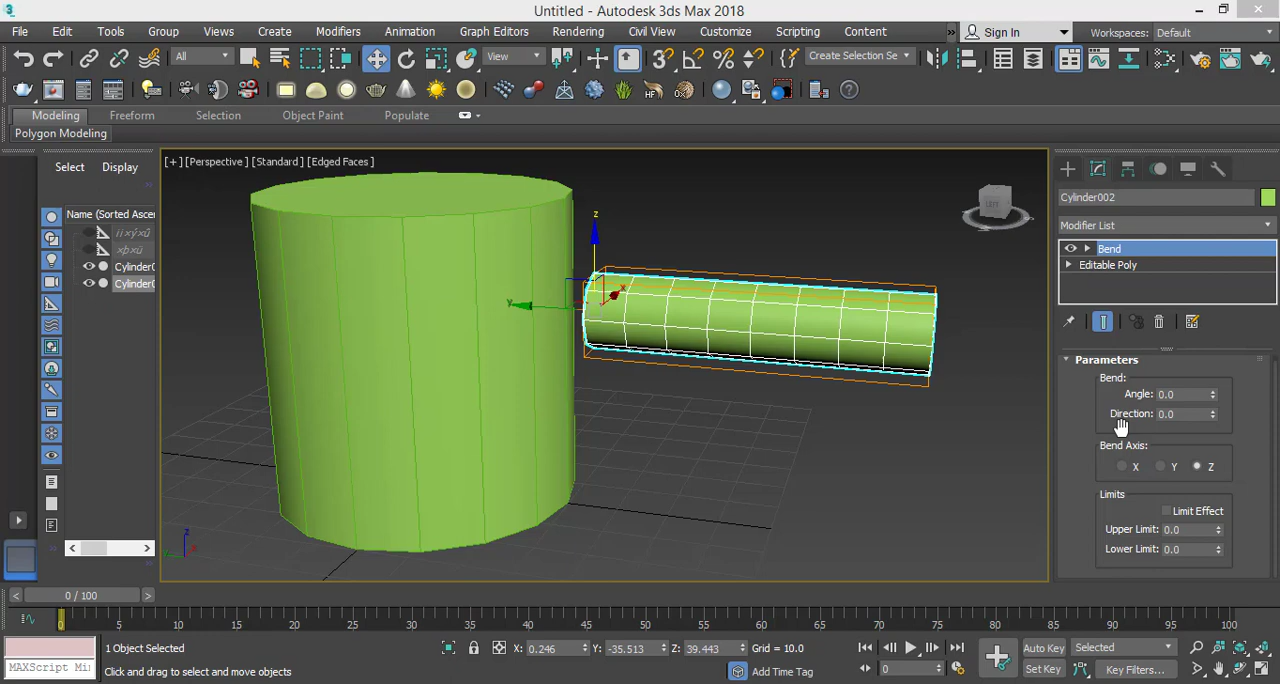 Untitled - Autodesk 3ds Max 2018
File Edit Tools Group Views Create Modifiers Animation Graph Editors Rendering Civil View Customize Scripting Content » Sign In Workspaces: Default
All View Create Selection Se
Modeling Freeform Selection Object Paint Populate
Polygon Modeling
Select Display
Name (Sorted Asce
Cylinder0
Cylinder0
[+] [Perspective] [Standard] [Edged Faces]
z
x
y
LEFT
z
x
y
Cylinder002
Modifier List
Bend
Editable Poly
Parameters
Bend:
Angle: 0.0
Direction: 0.0
Bend Axis:
X Y Z
Limits
Limit Effect
Upper Limit: 0.0
Lower Limit: 0.0
< 0 / 100 >
0 5 10 15 20 25 30 35 40 45 50 55 60 65 70 75 80 85 90 95 100
1 Object Selected X: 0.246 Y: -35.513 Z: 39.443 Grid = 10.0 Auto Key Selected
MAXScript Mi Click and drag to select and move objects Add Time Tag 0 Set Key Key Filters...